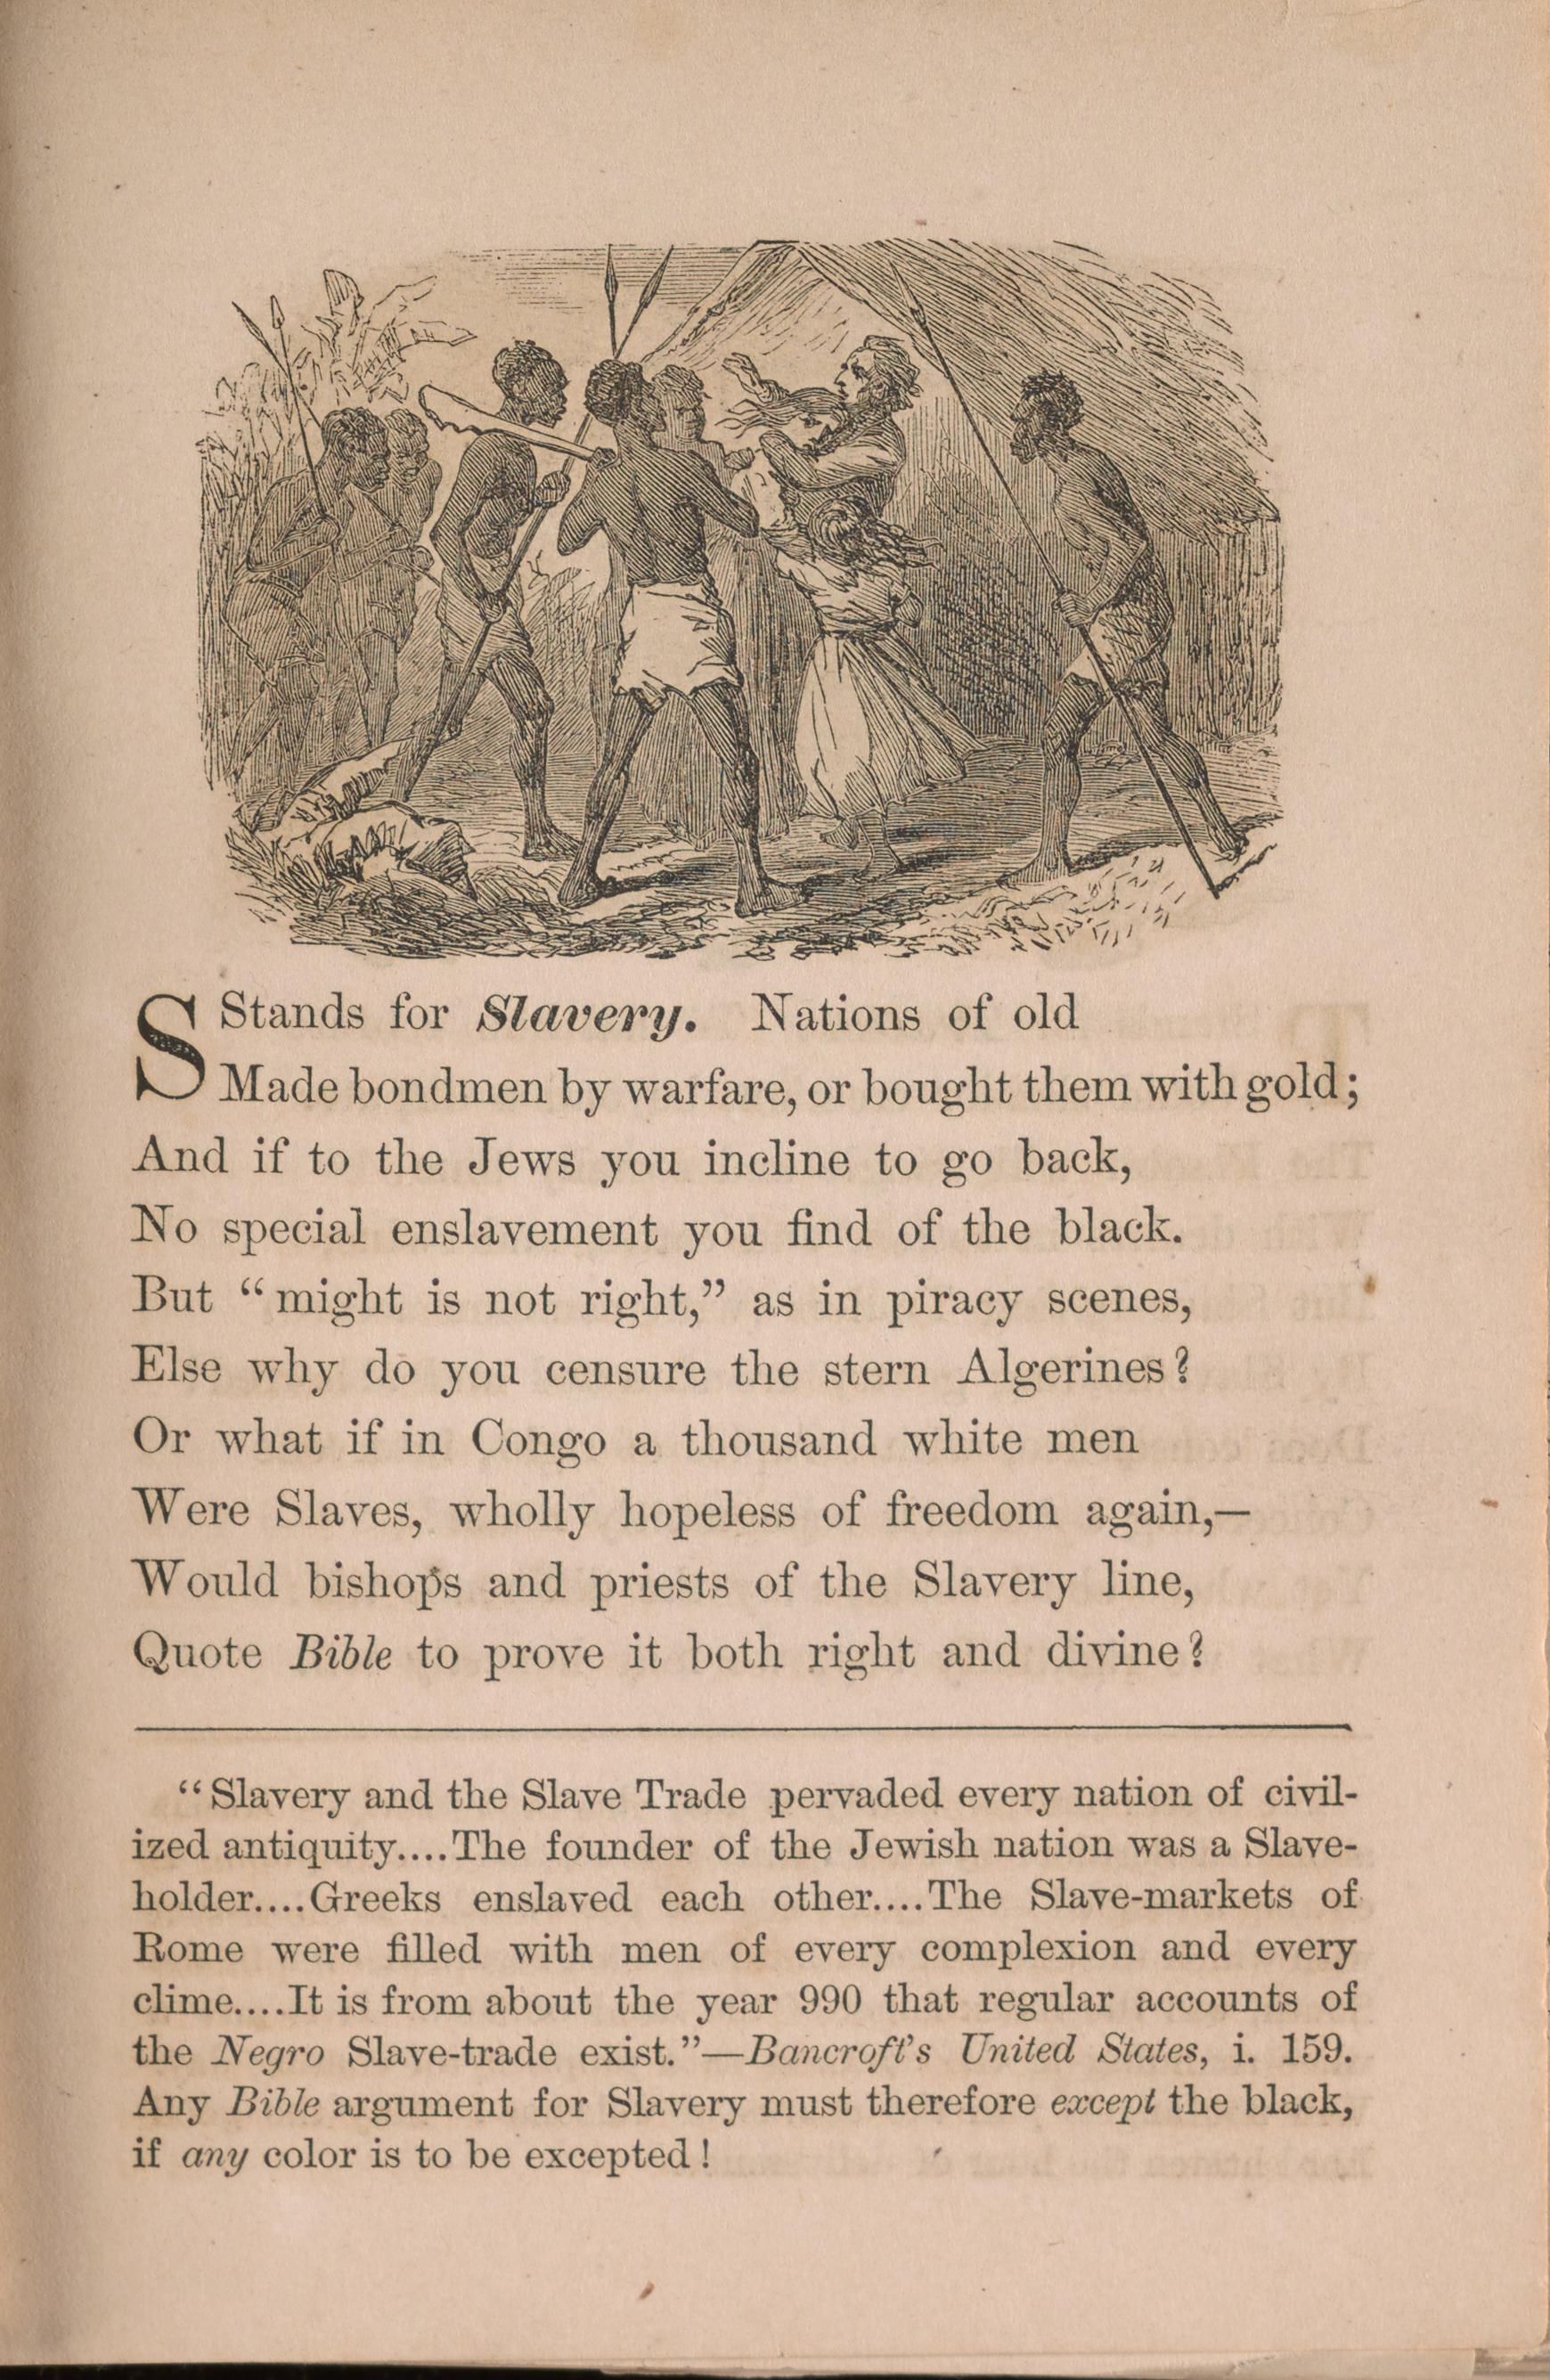 S Stands for Slavery. Nations of old
Made bondmen by warfare, or bought them with gold;
And if to the Jews you incline to go back,
No special enslavement you find of the black.
But “might is not right,” as in piracy scenes,
Else why do you censure the stern Algerines?
Or what if in Congo a thousand white men
Were Slaves, wholly hopeless of freedom again,—
Would bishops and priests of the Slavery line,
Quote Bible to prove it both right and divine?
“Slavery and the Slave Trade pervaded every nation of civil-
ized antiquity....The founder of the Jewish nation was a Slave-
holder....Greeks enslaved each other....The Slave-markets of
Rome were filled with men of every complexion and every
clime....It is from about the year 990 that regular accounts of
the Negro Slave-trade exist.”—Bancroft's United States, i. 159.
Any Bible argument for Slavery must therefore except the black,
if any color is to be excepted!